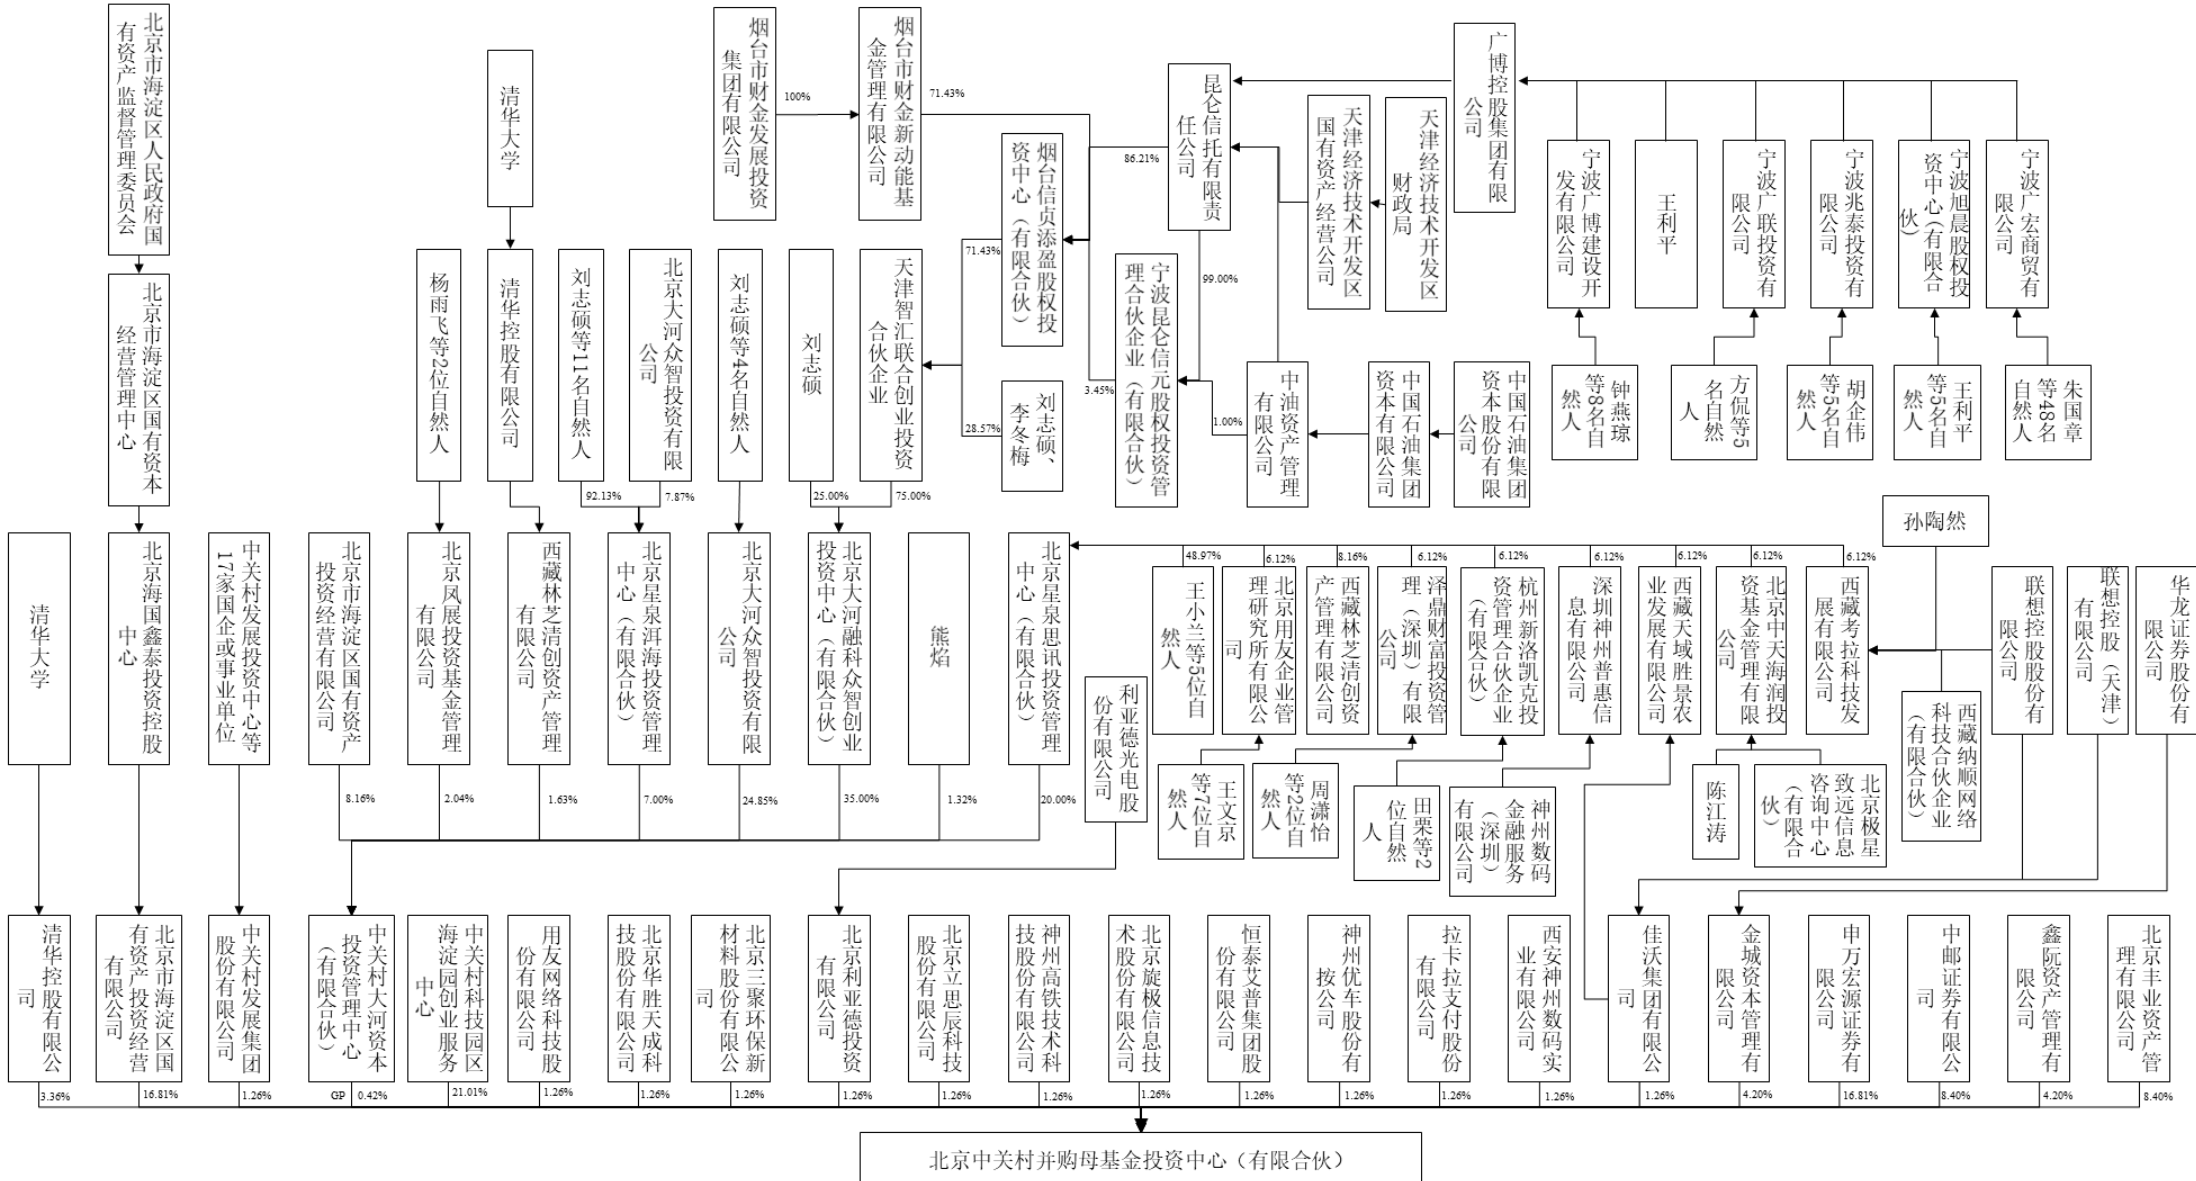 北京市海淀区人民政府国
有资产监督管理委员会
北京市海淀区国有资本
经营管理中心
清华大学
清华控股有限公司
杨雨飞等2位自然人
刘志硕等11名自然人
北京大河众智投资有限
公司
刘志硕等4名自然人
刘志硕
天津智汇联合创业投资
合伙企业
烟台市财金发展投资
集团有限公司
100%
烟台市财金新动能基
金管理有限公司
71.43%
烟台信贞添盈股权投
资中心（有限合伙）
71.43%
28.57%
刘志硕、
李冬梅
昆仑信托有限责
任公司
86.21%
99.00%
宁波昆仑信元股权投资管
理合伙企业（有限合伙）
3.45%
1.00%
天津经济技术开发区
国有资产经营公司
天津经济技术开发区
财政局
中油资产管理
有限公司
中国石油集团
资本有限公司
中国石油集团
资本股份有限
公司
广博控股集团有限
公司
宁波广博建设开
发有限公司
王利平
宁波广联投资有
限公司
宁波兆泰投资有
限公司
宁波旭晨股权投
资中心(有限合
伙)
宁波广宏商贸有
限公司
钟燕琼
等8名自
然人
方侃等5
名自然
人
胡企伟
等5名自
然人
王利平
等5名自
然人
朱国章
等48名
自然人
92.13%
7.87%
25.00%
75.00%
清华大学
北京海国鑫泰投资控股
中心
中关村发展投资中心等
17家国企或事业单位
北京市海淀区国有资产
投资经营有限公司
北京凤展投资基金管理
有限公司
西藏林芝清创资产管理
有限公司
北京星泉洱海投资管理
中心（有限合伙）
北京大河众智投资有限
公司
北京大河融科众智创业
投资中心（有限合伙）
熊焰
北京星泉思讯投资管理
中心（有限合伙）
8.16%
2.04%
1.63%
7.00%
24.85%
35.00%
1.32%
20.00%
利亚德光电股
份有限公司
48.97%
6.12%
8.16%
6.12%
6.12%
6.12%
6.12%
6.12%
6.12%
王小兰等5位自
然人
北京用友企业管
理研究所有限公
司
西藏林芝清创资
产管理有限公司
泽鼎财富投资管
理（深圳）有限
公司
杭州新洛凯克投
资管理合伙企业
（有限合伙）
深圳神州普惠信
息有限公司
西藏天域胜景农
业发展有限公司
北京中天海润投
资基金管理有限
公司
西藏考拉科技发
展有限公司
孙陶然
联想控股股份有
限公司
联想控股（天津）
有限公司
华龙证券股份有
限公司
王文京
等7位自
然人
周潇怡
等2位自
然人
田栗等2
位自然
人
神州数码
金融服务
（深圳）
有限公司
陈江涛
北京极星
致远信息
咨询中心
（有限合
伙）
西藏纳顺网络
科技合伙企业
（有限合伙）
清华控股有限公
司
北京市海淀区国
有资产投资经营
有限公司
中关村发展集团
股份有限公司
中关村大河资本
投资管理中心
（有限合伙）
中关村科技园区
海淀园创业服务
中心
用友网络科技股
份有限公司
北京华胜天成科
技股份有限公司
北京三聚环保新
材料股份有限公
司
北京利亚德投资
有限公司
北京立思辰科技
股份有限公司
神州高铁技术科
技股份有限公司
北京旋极信息技
术股份有限公司
恒泰艾普集团股
份有限公司
神州优车股份有
按公司
拉卡拉支付股份
有限公司
西安神州数码实
业有限公司
佳沃集团有限公
司
金城资本管理有
限公司
申万宏源证券有
限公司
中邮证券有限公
司
鑫阮资产管理有
限公司
北京丰业资产管
理有限公司
3.36%
16.81%
1.26%
GP
0.42%
21.01%
1.26%
1.26%
1.26%
1.26%
1.26%
1.26%
1.26%
1.26%
1.26%
1.26%
1.26%
1.26%
4.20%
16.81%
8.40%
4.20%
8.40%
北京中关村并购母基金投资中心（有限合伙）